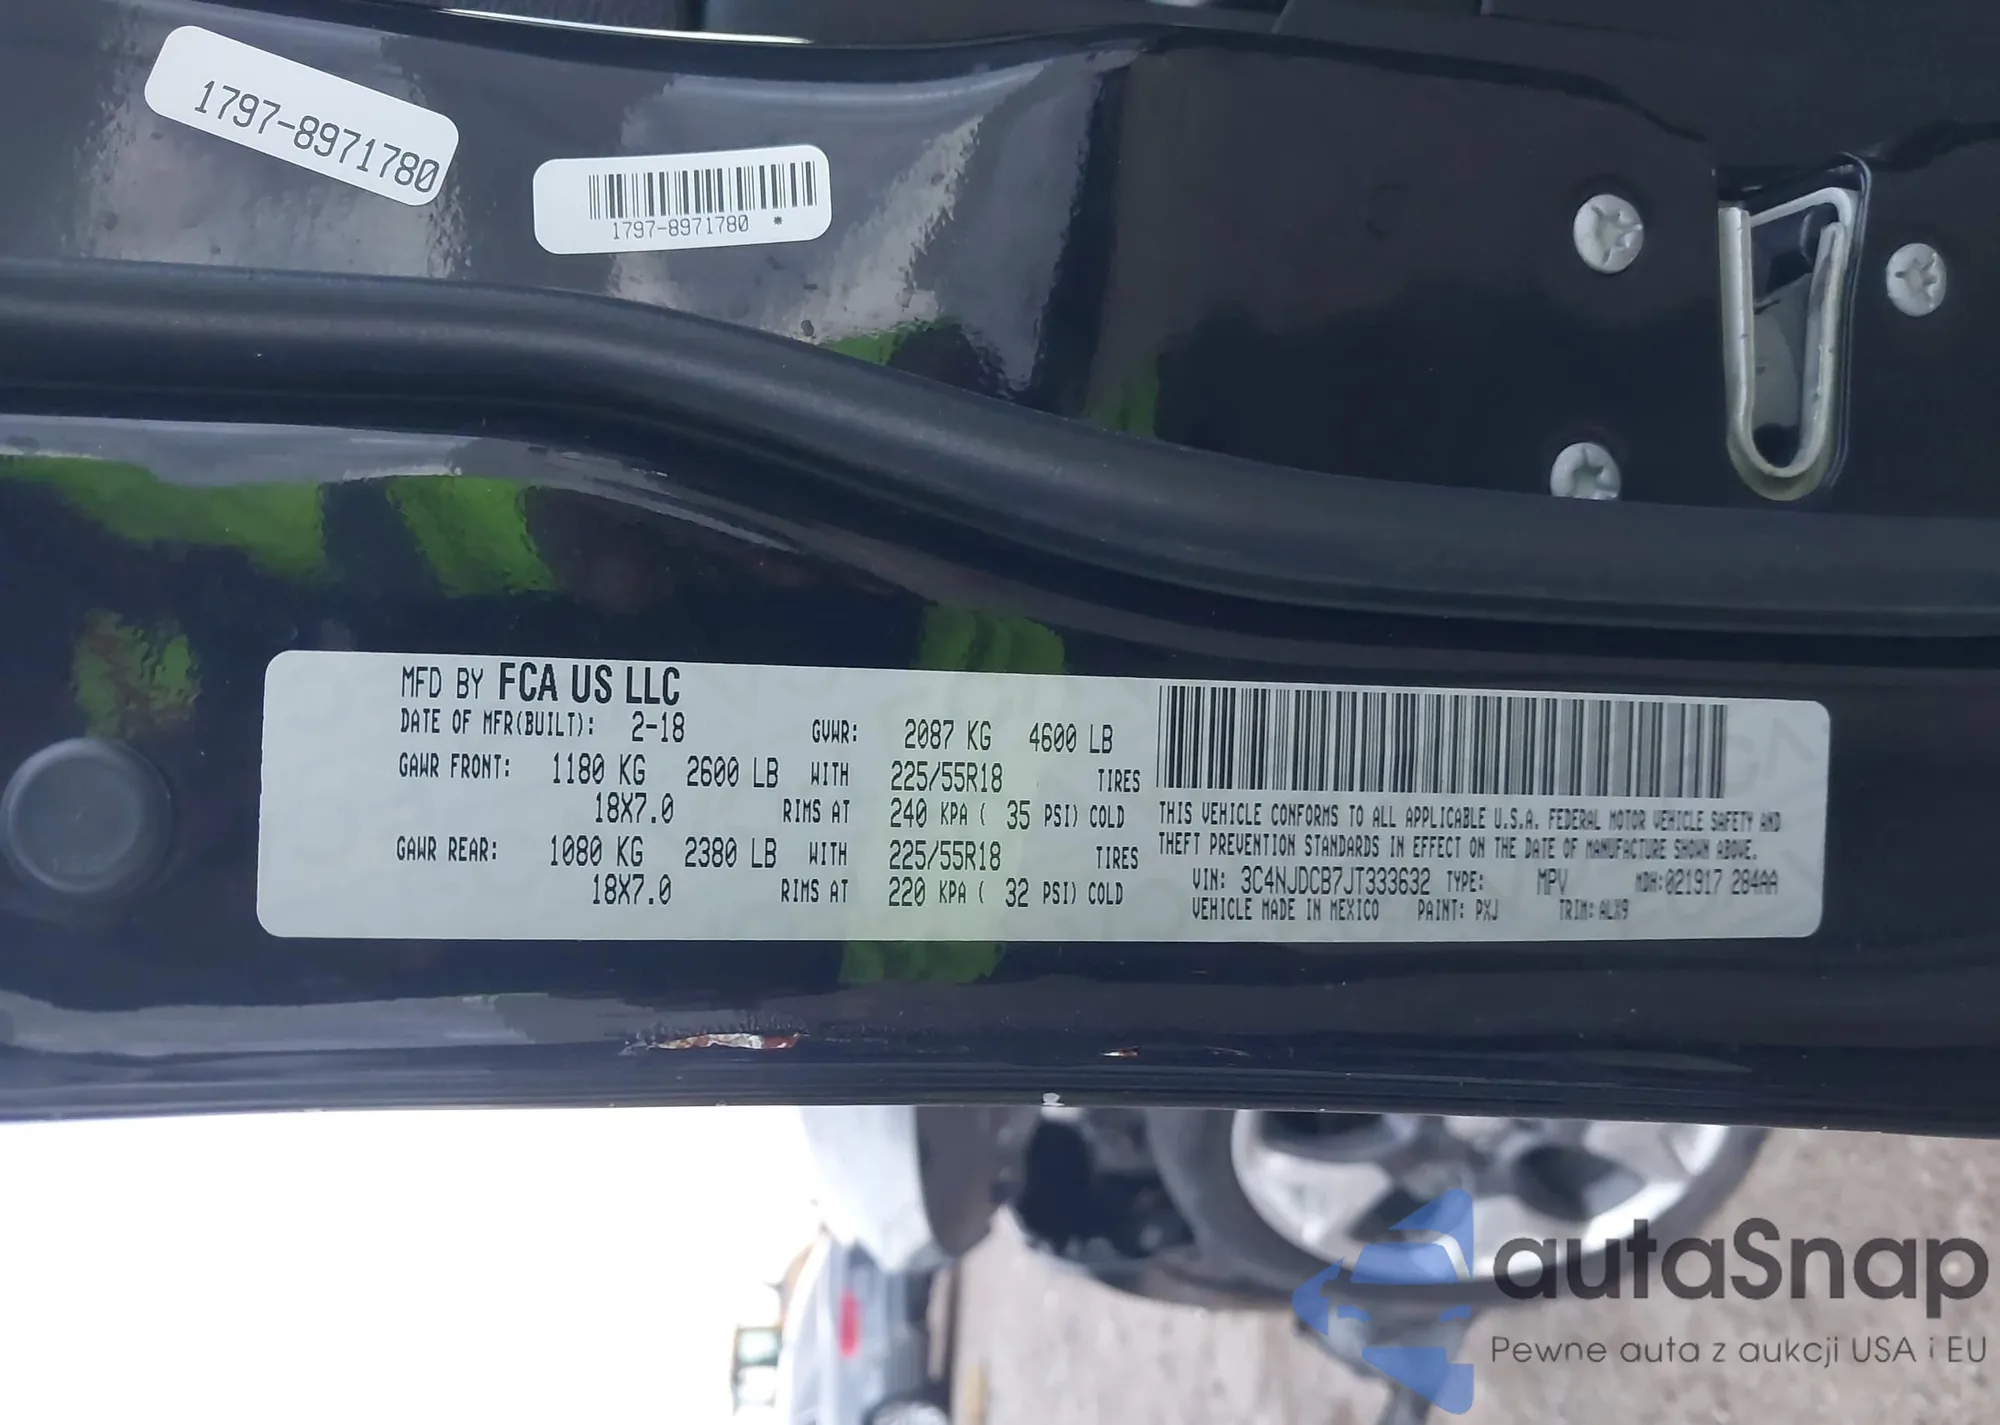 1797-8971780
1797-8971780 *
MFD BY FCA US LLC
DATE OF MFR(BUILT): 2-18 GVWR: 2087 KG 4600 LB
GAWR FRONT: 1180 KG 2600 LB WITH 225/55R18 TIRES
18X7.0 RIMS AT 240 KPA ( 35 PSI) COLD
GAWR REAR: 1080 KG 2380 LB WITH 225/55R18 TIRES
18X7.0 RIMS AT 220 KPA ( 32 PSI) COLD
THIS VEHICLE CONFORMS TO ALL APPLICABLE U.S.A. FEDERAL MOTOR VEHICLE SAFETY AND
THEFT PREVENTION STANDARDS IN EFFECT ON THE DATE OF MANUFACTURE SHOWN ABOVE.
VIN: 3C4NJDCB7JT333632 TYPE: MPV MDH:021917 284AA
VEHICLE MADE IN MEXICO PAINT: PXJ TRIM: ALX9
autoSnap
Pewne auta z aukcji USA i EU